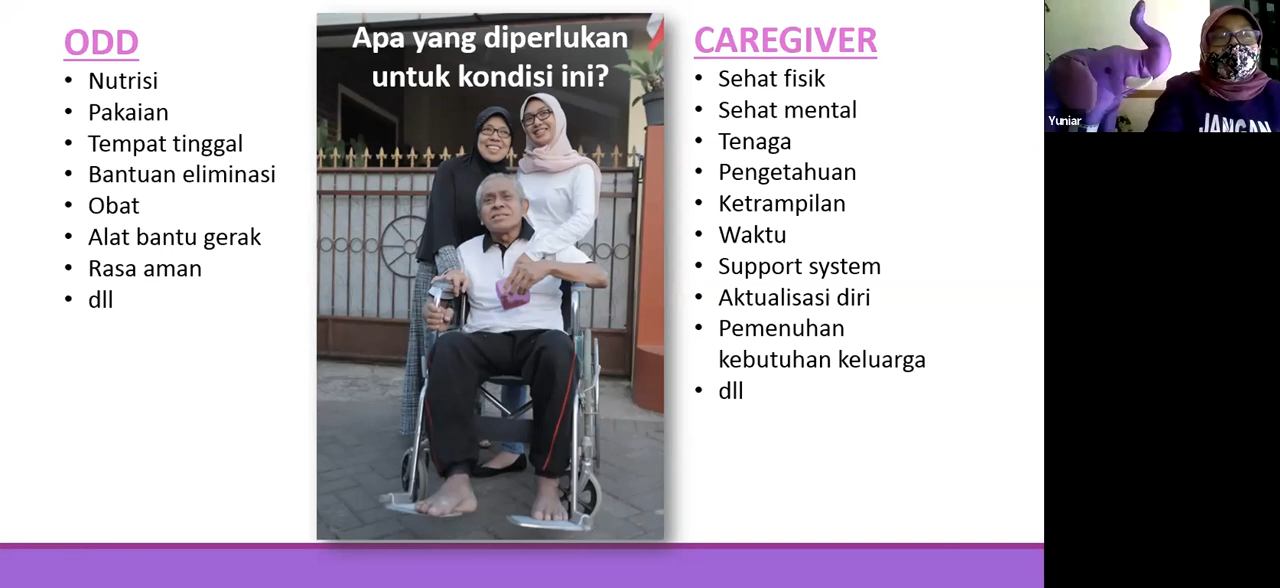 ODD
• Nutrisi
• Pakaian
• Tempat tinggal
• Bantuan eliminasi
• Obat
• Alat bantu gerak
• Rasa aman
• dll
Apa yang diperlukan
untuk kondisi ini?
CAREGIVER
• Sehat fisik
• Sehat mental
• Tenaga
• Pengetahuan
• Ketrampilan
• Waktu
• Support system
• Aktualisasi diri
• Pemenuhan
kebutuhan keluarga
• dll
Yuniar
JANGAN